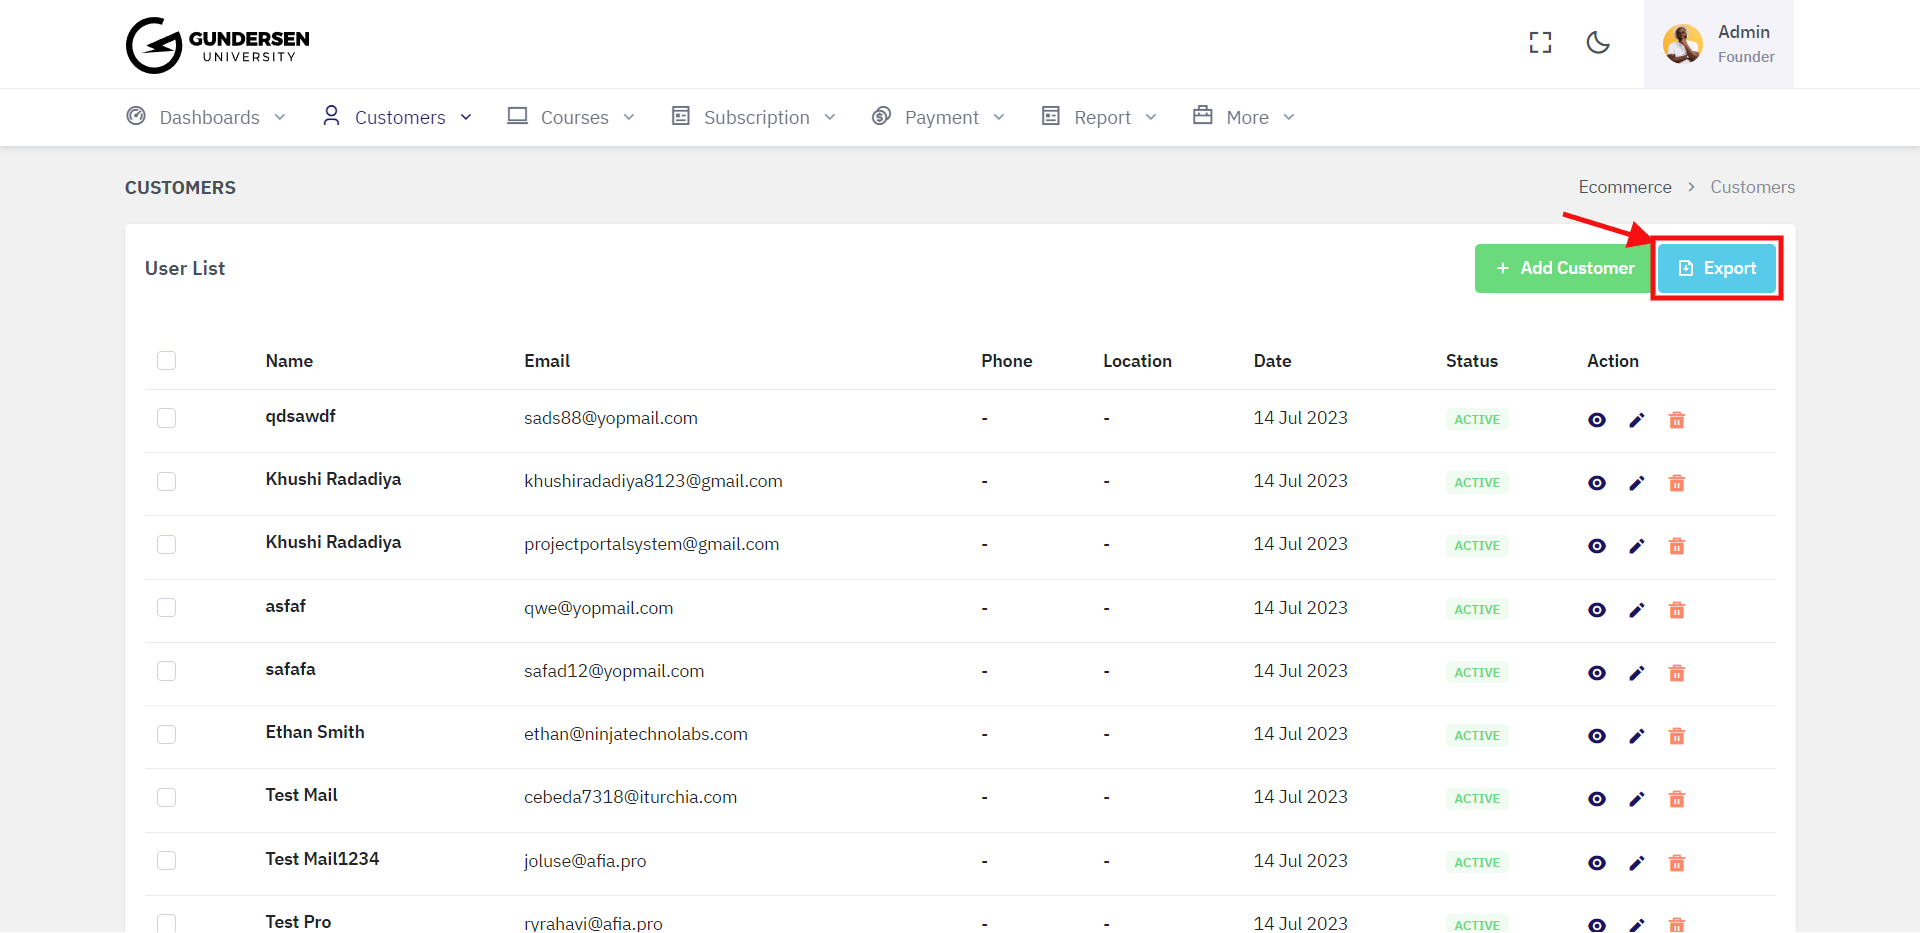 GUNDERSEN
UNIVERSITY
Admin
Founder
Dashboards Customers Courses Subscription Payment Report More
CUSTOMERS
Ecommerce > Customers
User List
+ Add Customer Export
Name Email Phone Location Date Status Action
qdsawdf sads88@yopmail.com - - 14 Jul 2023 ACTIVE
Khushi Radadiya khushiradadiya8123@gmail.com - - 14 Jul 2023 ACTIVE
Khushi Radadiya projectportalsystem@gmail.com - - 14 Jul 2023 ACTIVE
asfaf qwe@yopmail.com - - 14 Jul 2023 ACTIVE
safafa safad12@yopmail.com - - 14 Jul 2023 ACTIVE
Ethan Smith ethan@ninjatechnolabs.com - - 14 Jul 2023 ACTIVE
Test Mail cebeda7318@iturchia.com - - 14 Jul 2023 ACTIVE
Test Mail1234 joluse@afia.pro - - 14 Jul 2023 ACTIVE
Test Pro ryrahavi@afia.pro - - 14 Jul 2023 ACTIVE